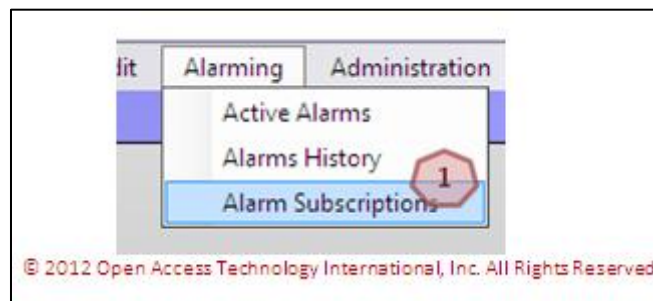 dit Alarming Administration
Active Alarms
Alarms History
1
Alarm Subscriptions
© 2012 Open Access Technology International, Inc. All Rights Reserved